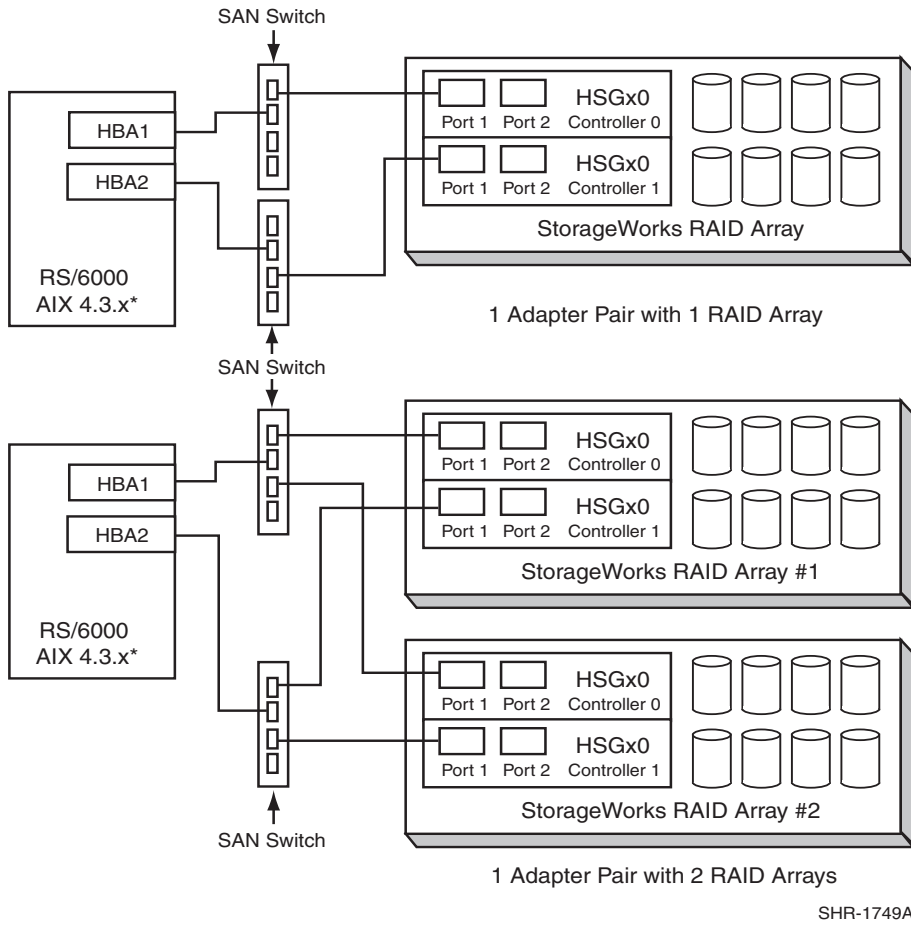 SAN Switch
HBA1
HBA2
RS/6000
AIX 4.3.x*
HSGx0
Port 1 Port 2 Controller 0
HSGx0
Port 1 Port 2 Controller 1
StorageWorks RAID Array
1 Adapter Pair with 1 RAID Array
SAN Switch
HBA1
HBA2
RS/6000
AIX 4.3.x*
HSGx0
Port 1 Port 2 Controller 0
HSGx0
Port 1 Port 2 Controller 1
StorageWorks RAID Array #1
HSGx0
Port 1 Port 2 Controller 0
HSGx0
Port 1 Port 2 Controller 1
StorageWorks RAID Array #2
SAN Switch
1 Adapter Pair with 2 RAID Arrays
SHR-1749A